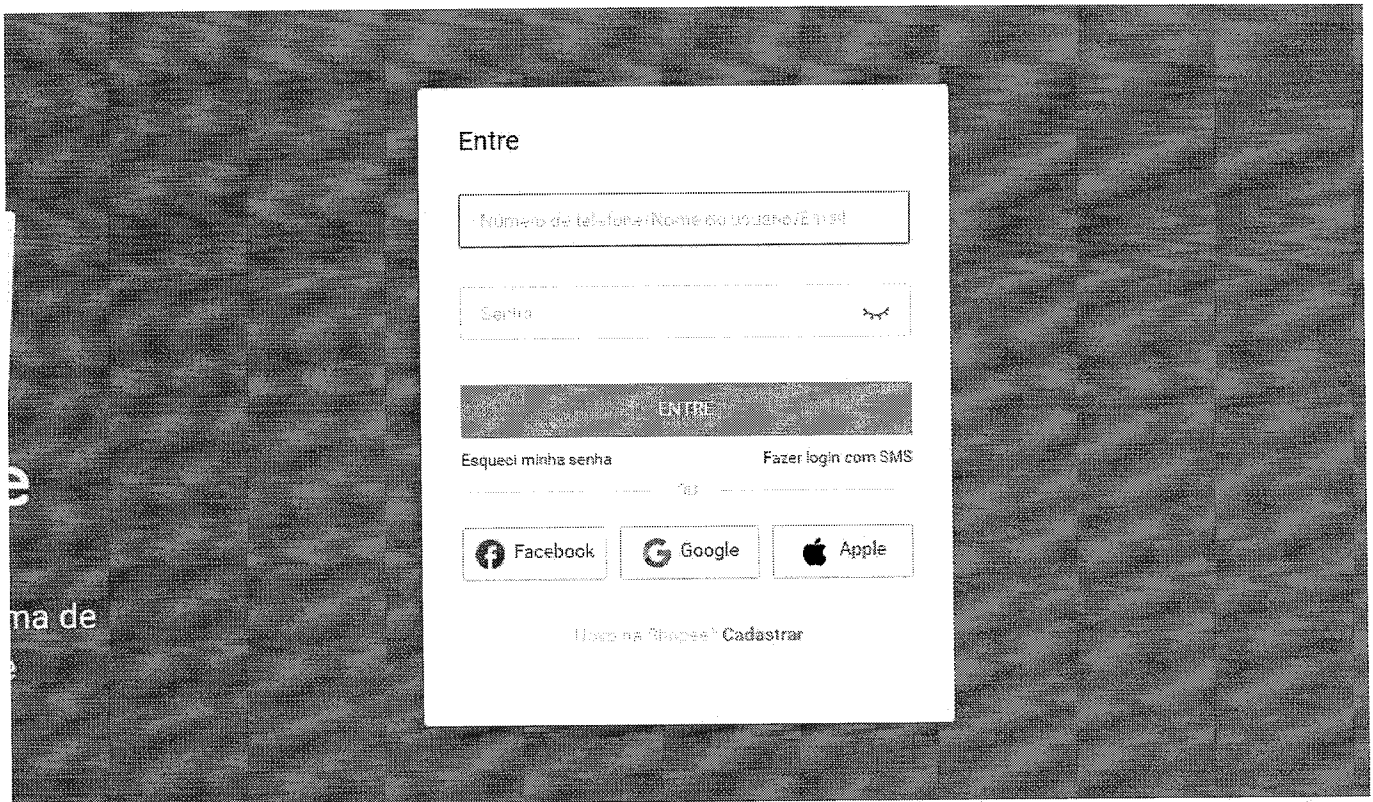 Entre
Número de telefone/Nome do usuário/Email
Senha
ENTRE
Esqueci minha senha
Fazer login com SMS
OU
Facebook
Google
Apple
e
ma de
na Shopee? Cadastrar
e